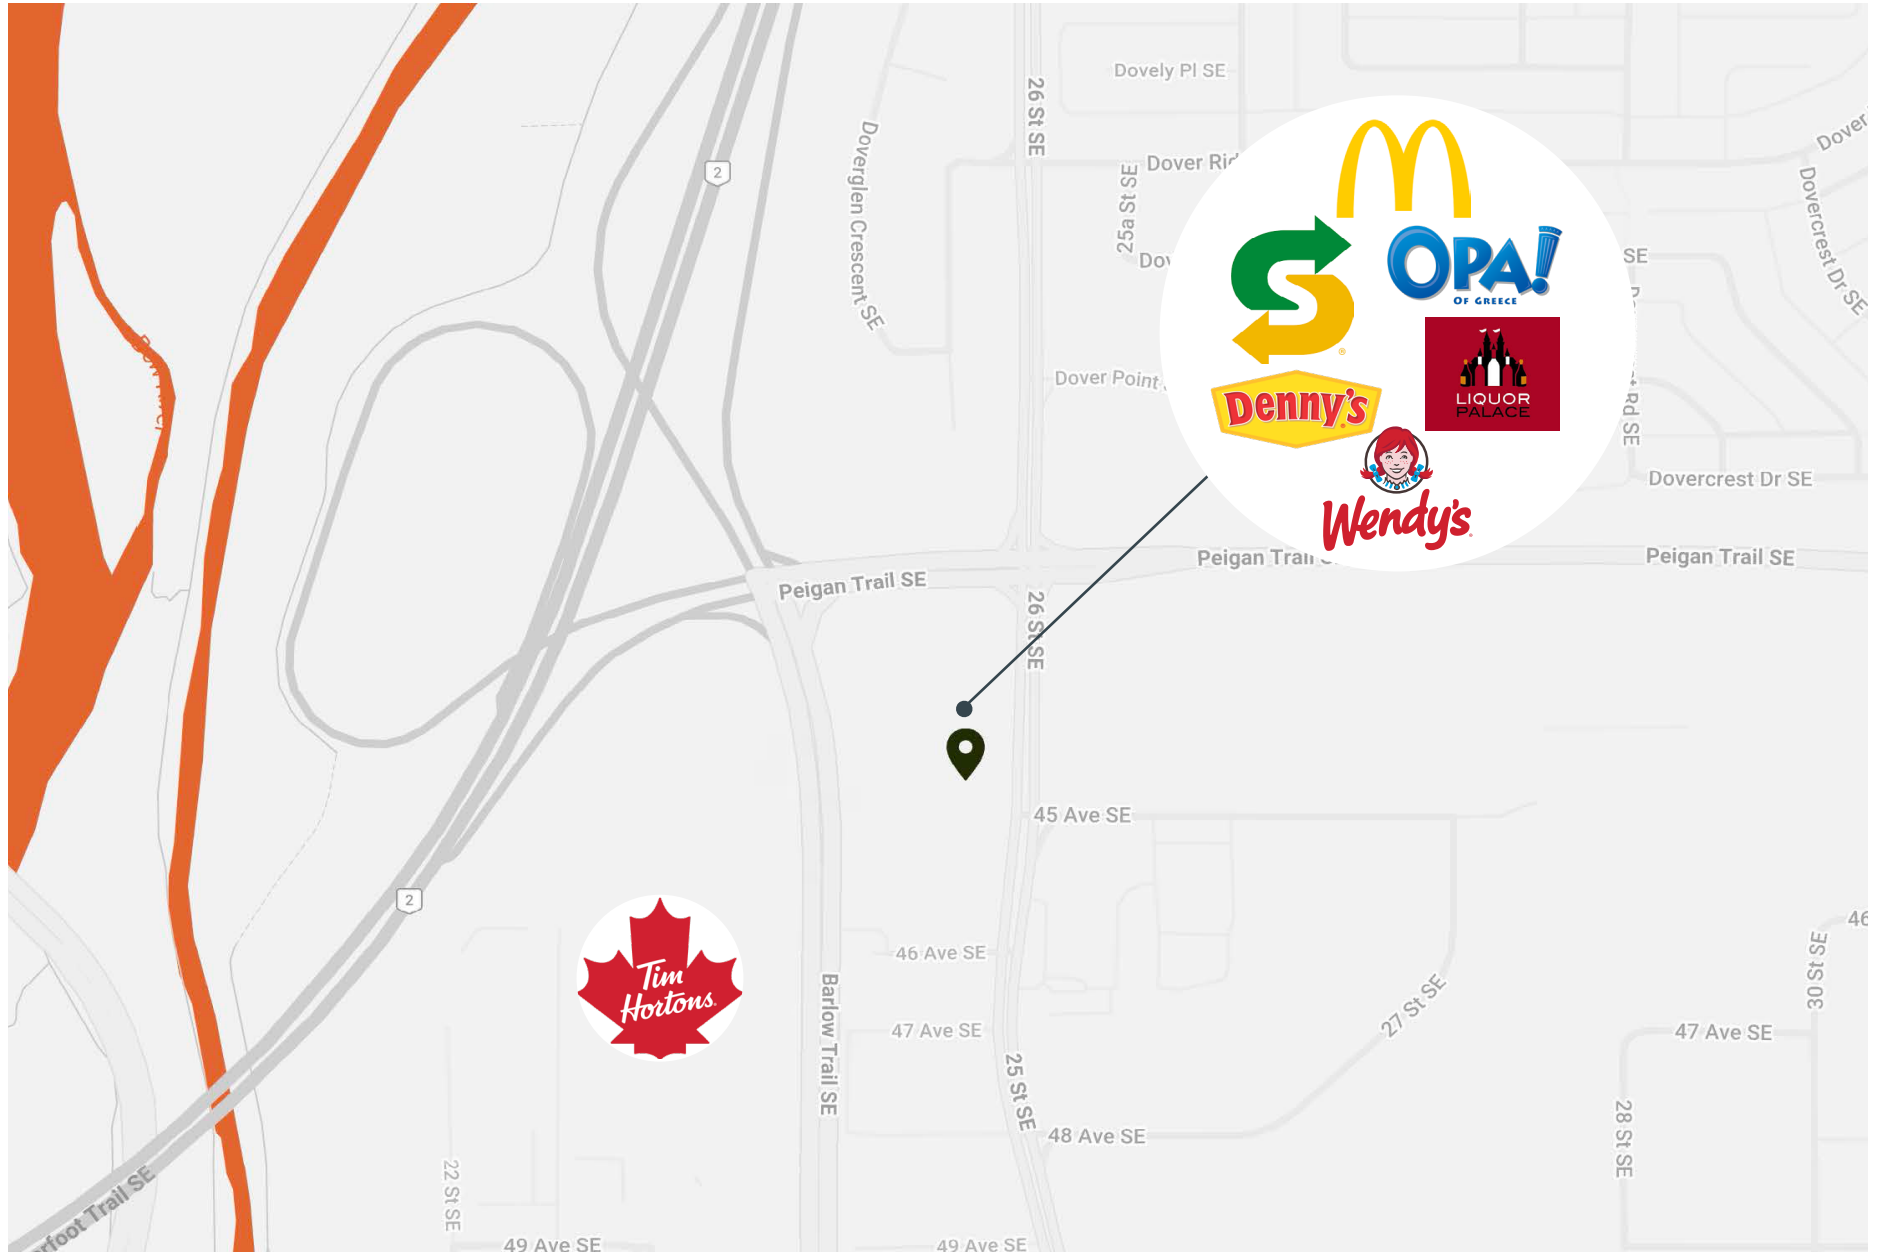 Dovely Pl SE
26 St SE
Dover
2
Doverglen Crescent SE
Dover Rid
25a St SE
Dov
SE
Dovercrest Dr SE
OPA!
OF GREECE
®
Bow River
Dover Point
Denny's
LIQUOR
PALACE
Rd SE
Dovercrest Dr SE
Wendy's
Peigan Trail SE
Peigan Trail
Peigan Trail SE
26 St SE
45 Ave SE
2
46 Ave SE
46
30 St SE
Tim
Hortons
Barlow Trail SE
47 Ave SE
27 St SE
47 Ave SE
25 St SE
48 Ave SE
28 St SE
22 St SE
rfoot Trail SE
49 Ave SE
49 Ave SE